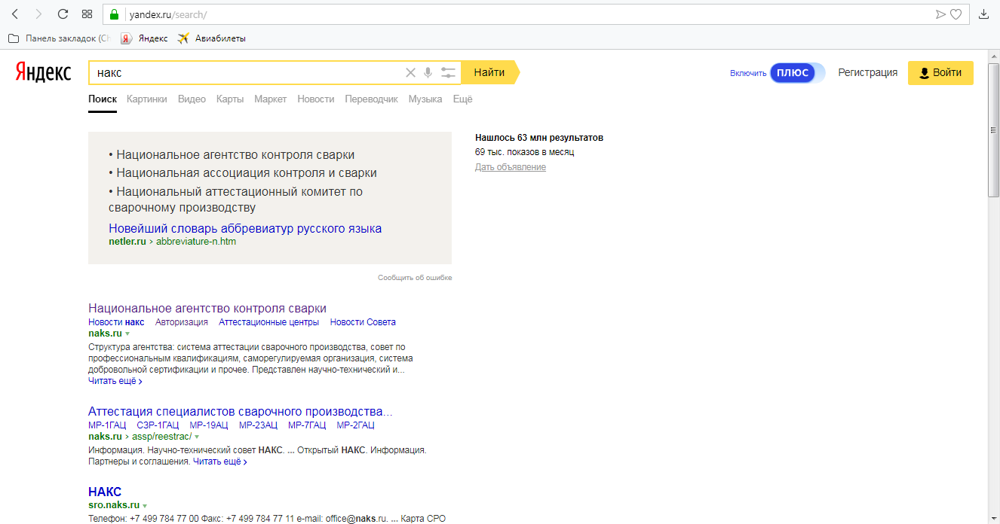 yandex.ru/search/
Панель закладок (Ch
Яндекс
Авиабилеты
Яндекс
накс
Найти
Включить
ПЛЮС
Регистрация
Войти
Поиск Картинки Видео Карты Маркет Новости Переводчик Музыка Ещё
• Национальное агентство контроля сварки
• Национальная ассоциация контроля и сварки
• Национальный аттестационный комитет по
сварочному производству
Новейший словарь аббревиатур русского языка
netler.ru › abbreviature-n.htm
Сообщить об ошибке
Нашлось 63 млн результатов
69 тыс. показов в месяц
Дать объявление
Национальное агентство контроля сварки
Новости накс Авторизация Аттестационные центры Новости Совета
naks.ru
Структура агентства: система аттестации сварочного производства, совет по
профессиональным квалификациям, саморегулируемая организация, система
добровольной сертификации и прочее. Представлен научно-технический и...
Читать ещё ›
Аттестация специалистов сварочного производства...
МР-1ГАЦ СЗР-1ГАЦ МР-19АЦ МР-23АЦ МР-7ГАЦ МР-2ГАЦ
naks.ru › assp/reestrac/
Информация. Научно-технический совет НАКС. ... Открытый НАКС. Информация.
Партнеры и соглашения. Читать ещё ›
НАКС
sro.naks.ru
Телефон: +7 499 784 77 00 Факс: +7 499 784 77 11 e-mail: office@naks.ru. ... Карта СРО